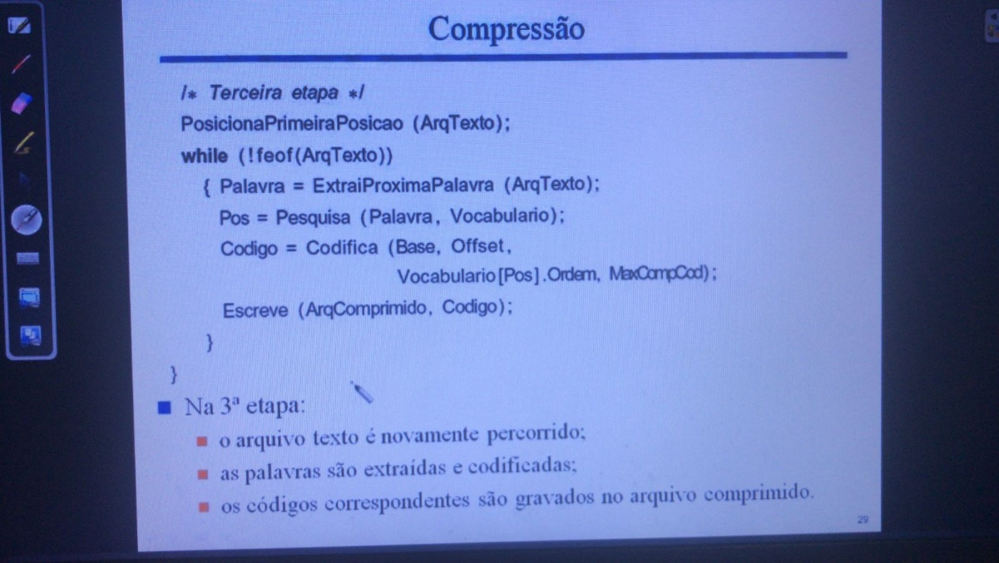 Compressão
/* Terceira etapa */
PosicionaPrimeiraPosicao (ArqTexto);
while (!feof(ArqTexto))
{ Palavra = ExtraiProximaPalavra (ArqTexto);
Pos = Pesquisa (Palavra, Vocabulario);
Codigo = Codifica (Base, Offset,
Vocabulario[Pos].Ordem, MaxCompCod);
Escreve (ArqComprimido, Codigo);
}
}
Na 3ª etapa:
o arquivo texto é novamente percorrido;
as palavras são extraídas e codificadas;
os códigos correspondentes são gravados no arquivo comprimido.
29